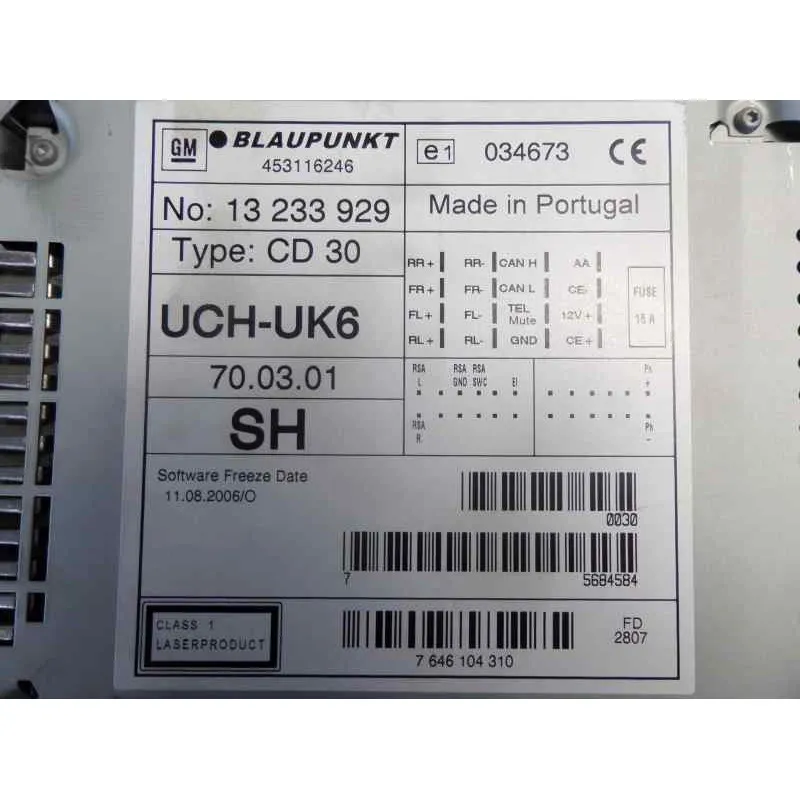 GM BLAUPUNKT
453116246
e1 034673 CE
No: 13 233 929
Made in Portugal
Type: CD 30
UCH-UK6
70.03.01
SH
RR+ RR- CAN H AA
FR+ FR- CAN L CE-
FL+ FL- TEL Mute 12V+
RL+ RL- GND CE+
FUSE
15 A
RSA L RSA GND RSA SWC EI Ph +
RSA R Ph -
Software Freeze Date
11.08.2006/O
0030
7 5684584
CLASS 1
LASERPRODUCT
7 646 104 310
FD
2807